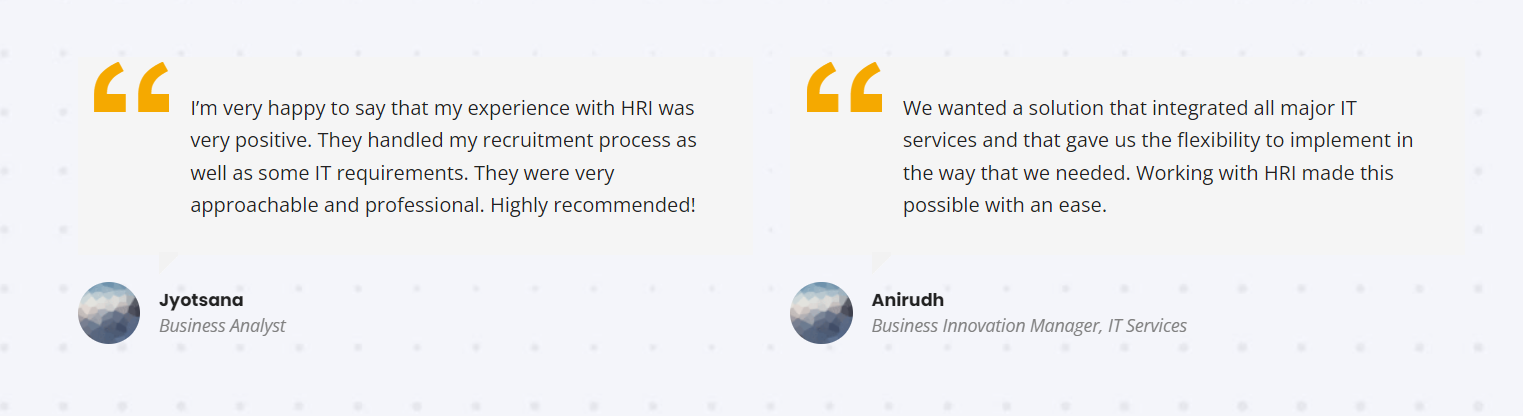 I’m very happy to say that my experience with HRI was
very positive. They handled my recruitment process as
well as some IT requirements. They were very
approachable and professional. Highly recommended!
Jyotsana
Business Analyst
We wanted a solution that integrated all major IT
services and that gave us the flexibility to implement in
the way that we needed. Working with HRI made this
possible with an ease.
Anirudh
Business Innovation Manager, IT Services